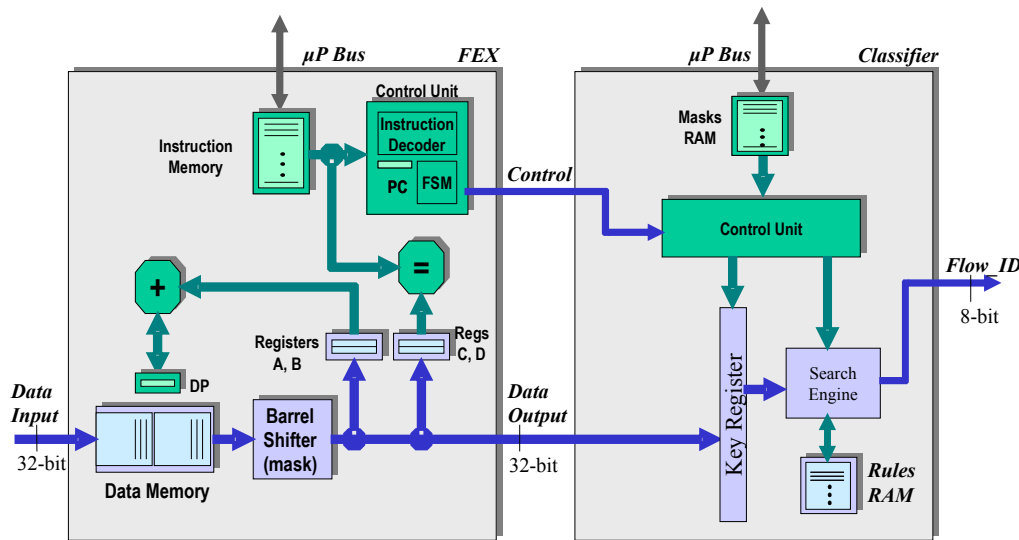 µP Bus
FEX
µP Bus
Classifier
Control Unit
Instruction
Decoder
PC
FSM
Instruction
Memory
Masks
RAM
Control
Control Unit
+
=
Flow_ID
8-bit
Registers
A, B
Regs
C, D
DP
Data
Input
32-bit
Data Memory
Barrel
Shifter
(mask)
Data
Output
32-bit
Key Register
Search
Engine
Rules
RAM